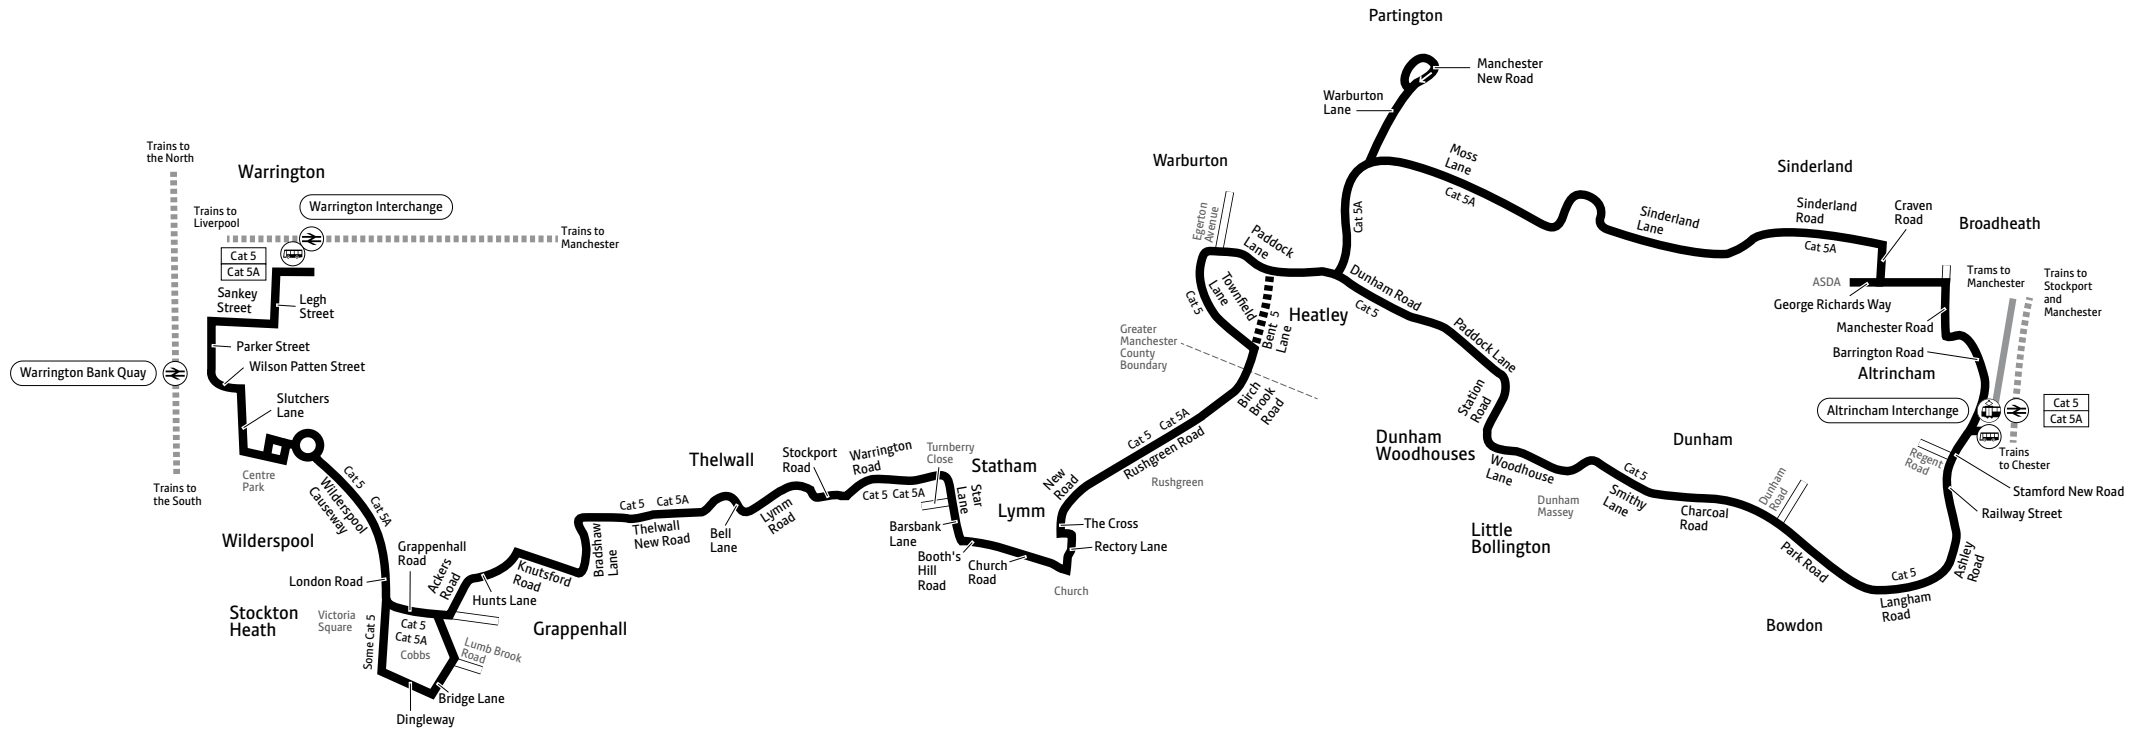 Partington
Manchester
New Road
Warburton
Lane
Trains to
the North
Warrington
Warrington Interchange
Trains to
Liverpool
Trains to
Manchester
Cat 5
Cat 5A
Sankey
Street
Legh
Street
Parker Street
Wilson Patten Street
Warrington Bank Quay
Slutchers
Lane
Centre
Park
Trains to
the South
Cat 5
Cat 5A
Wilderspool
Causeway
Wilderspool
London Road
Grappenhall
Road
Stockton
Heath
Victoria
Square
Some Cat 5
Cat 5
Cat 5A
Cobbs
Lumb Brook
Road
Bridge Lane
Dingleway
Ackers
Road
Hunts Lane
Knutsford
Road
Grappenhall
Bradshaw
Lane
Cat 5
Cat 5A
Thelwall
New Road
Thelwall
Bell
Lane
Lymm
Road
Stockport
Road
Warrington
Road
Cat 5
Cat 5A
Turnberry
Close
Statham
Star
Lane
Lymm
Barsbank
Lane
Booth's
Hill
Road
Church
Road
Church
The Cross
Rectory Lane
New
Road
Cat 5
Cat 5A
Rushgreen Road
Rushgreen
Birch
Brook
Road
Greater
Manchester
County
Boundary
Warburton
Egerton
Avenue
Paddock
Lane
Townfield
Lane
Cat 5
Bent
Lane
5
Heatley
Cat 5A
Moss
Lane
Cat 5A
Sinderland
Lane
Sinderland
Sinderland
Road
Cat 5A
Craven
Road
Broadheath
ASDA
George Richards Way
Manchester Road
Barrington Road
Altrincham
Altrincham Interchange
Trams to
Manchester
Trains to
Stockport
and
Manchester
Cat 5
Cat 5A
Trains
to Chester
Regent
Road
Stamford New Road
Railway Street
Ashley
Road
Cat 5
Langham
Road
Bowdon
Park Road
Dunham
Road
Dunham
Charcoal
Road
Cat 5
Smithy
Lane
Dunham
Massey
Woodhouse
Lane
Little
Bollington
Dunham
Woodhouses
Station
Road
Paddock Lane
Dunham Road
Cat 5